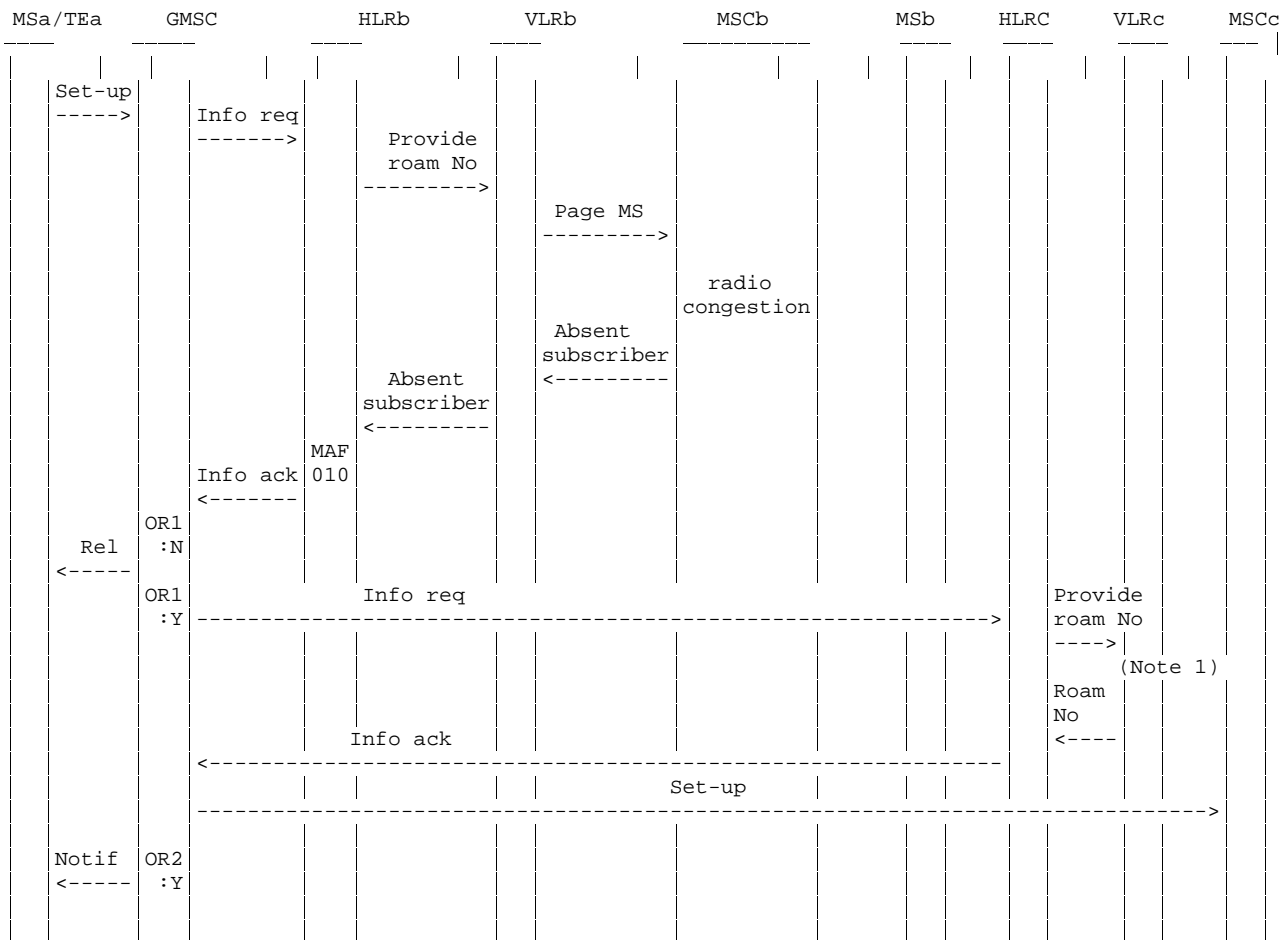 MSa/TEa GMSC HLRb VLRb MSCb MSb HLRC VLRc MSCc
Set-up
-----> Info req
-------> Provide
roam No
--------->
Page MS
--------->
radio
congestion
Absent
subscriber
Absent <---------
subscriber
<---------
MAF
Info ack 010
<-------
OR1
Rel :N
<-----
OR1 Info req Provide
:Y --------------------------------------------------------------> roam No
---->
(Note 1)
Roam
No
Info ack <----
<--------------------------------------------------------------
Set-up
------------------------------------------------------------------------------->
Notif OR2
<----- :Y